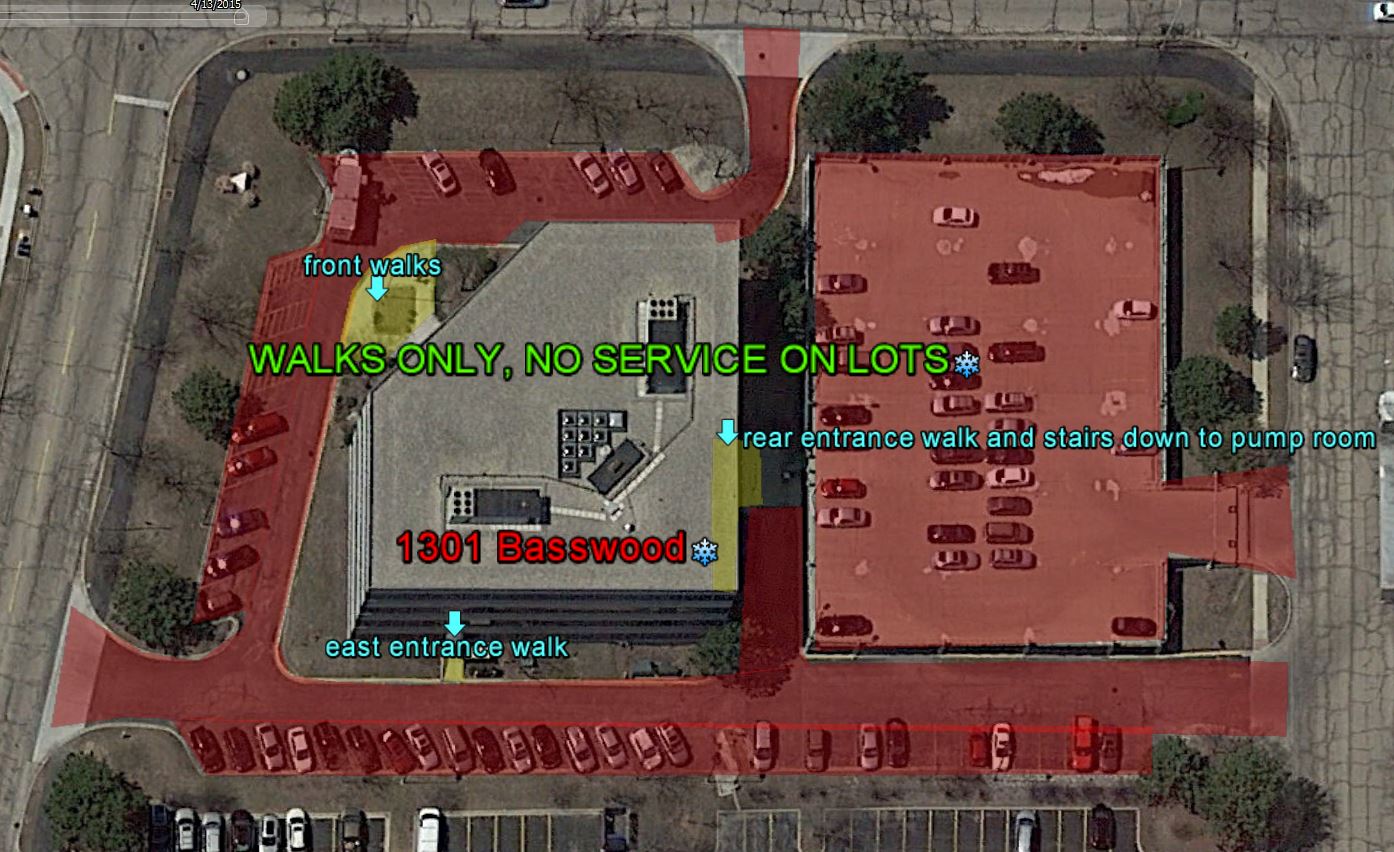 4/13/2015
front walks
WALKS ONLY, NO SERVICE ON LOTS
rear entrance walk and stairs down to pump room
1301 Basswood
east entrance walk